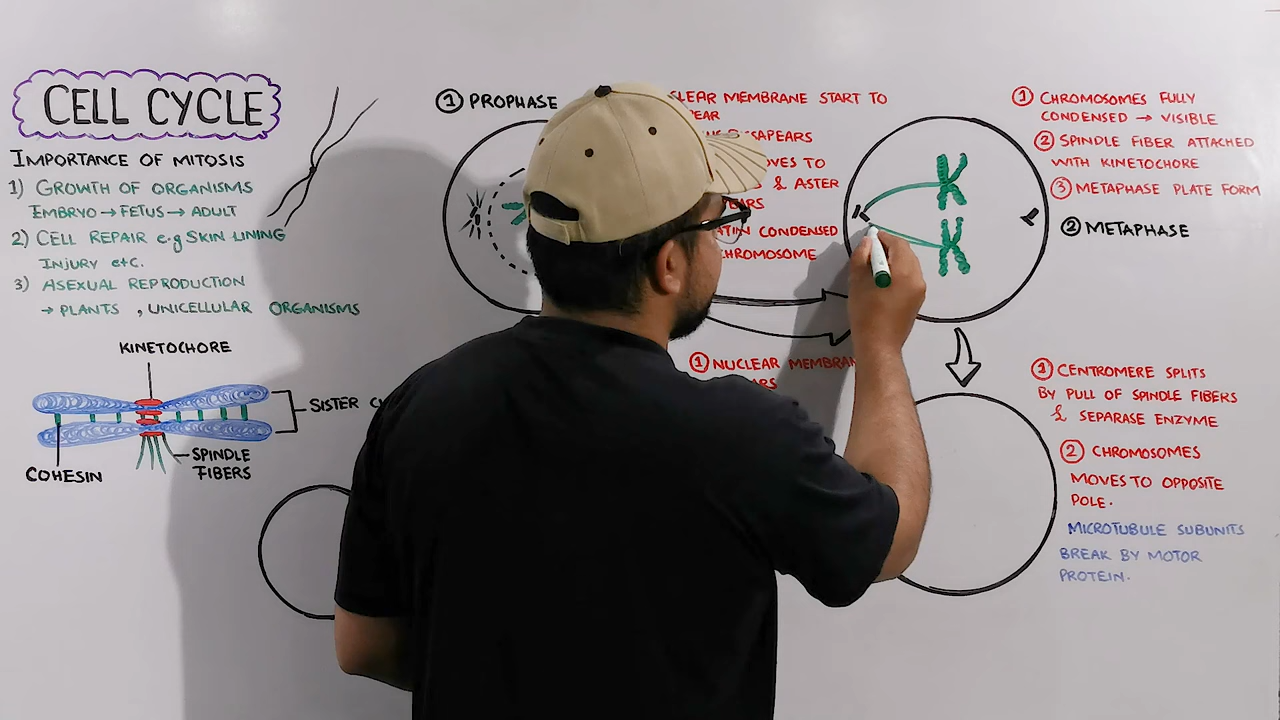 CELL CYCLE
IMPORTANCE OF MITOSIS
1) GROWTH OF ORGANISMS
EMBRYO → FETUS → ADULT
2) CELL REPAIR e.g SKIN LINING
INJURY etc.
3) ASEXUAL REPRODUCTION
→ PLANTS , UNICELLULAR ORGANISMS
KINETOCHORE
SISTER
SPINDLE
FIBERS
COHESIN
① PROPHASE
MEMBRANE START TO
& ASTER
CONDENSED
CHROMOSOME
① NUCLEAR
① CHROMOSOMES FULLY
CONDENSED → VISIBLE
② SPINDLE FIBER ATTACHED
WITH KINETOCHORE
③ METAPHASE PLATE FORM
② METAPHASE
① CENTROMERE SPLITS
BY PULL OF SPINDLE FIBERS
& SEPARASE ENZYME
② CHROMOSOMES
MOVES TO OPPOSITE
POLE.
MICROTUBULE SUBUNITS
BREAK BY MOTOR
PROTEIN.